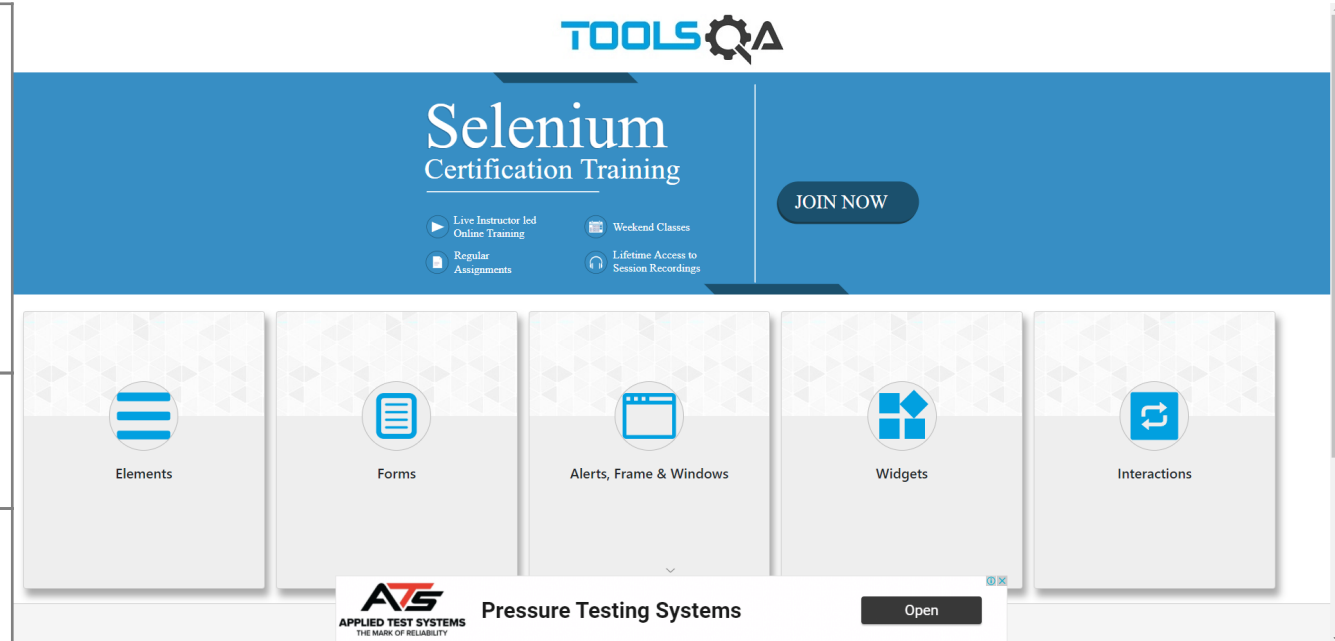 TOOLSQA
Selenium
Certification Training
Live Instructor led
Online Training
Weekend Classes
Regular
Assignments
Lifetime Access to
Session Recordings
JOIN NOW
Elements
Forms
Alerts, Frame & Windows
Widgets
Interactions
ATS
APPLIED TEST SYSTEMS
THE MARK OF RELIABILITY
Pressure Testing Systems
Open